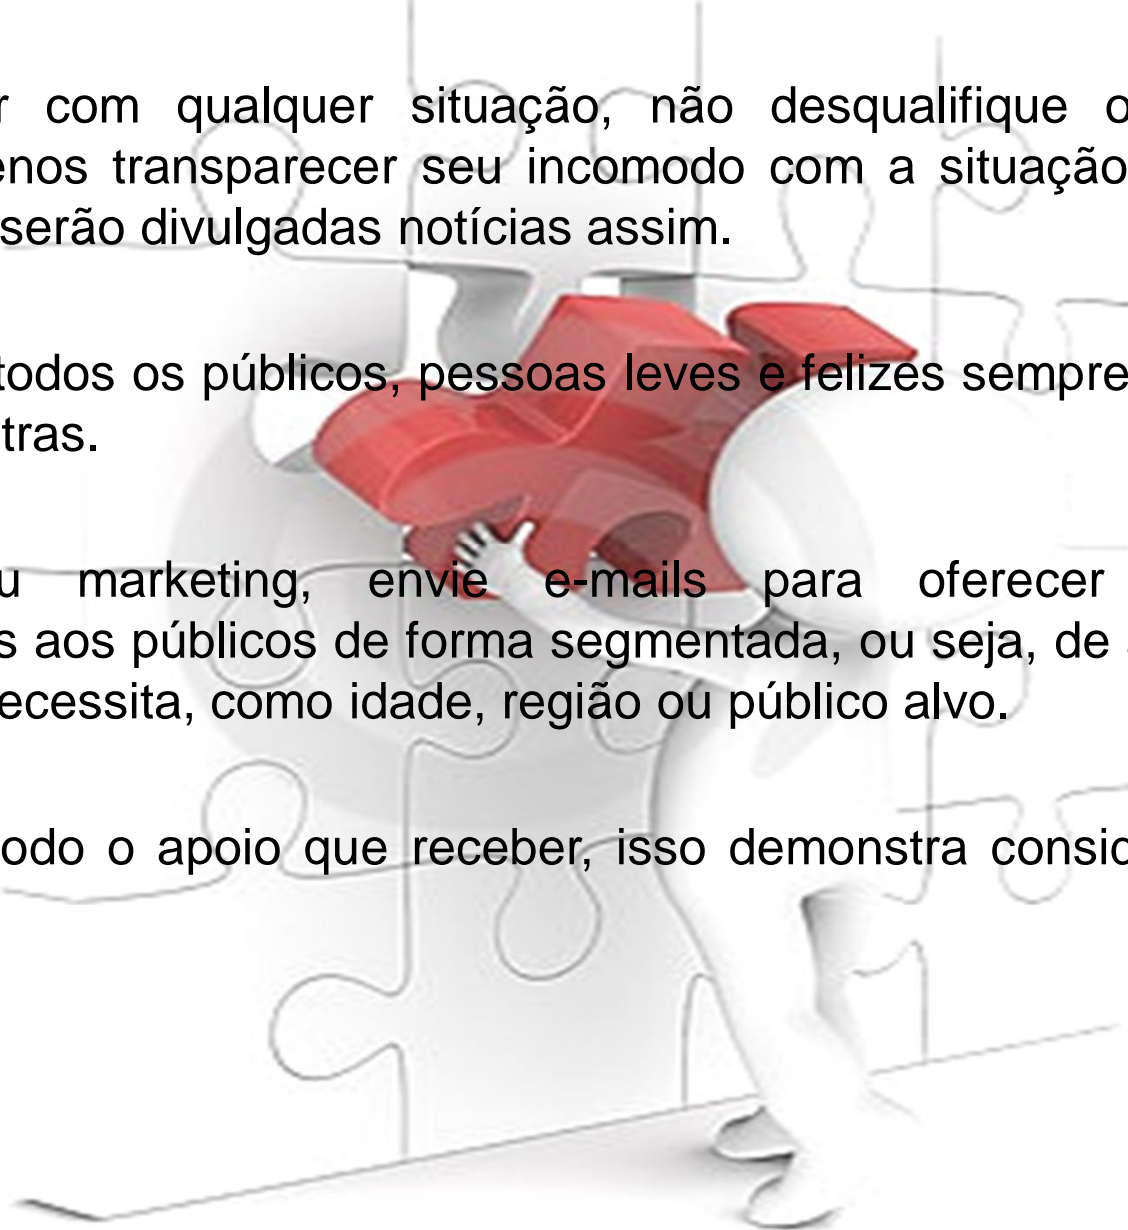 r com qualquer situação, não desqualifique o
enos transparecer seu incomodo com a situação
serão divulgadas notícias assim.
todos os públicos, pessoas leves e felizes sempre
tras.
u marketing, envie e-mails para oferecer
s aos públicos de forma segmentada, ou seja, de
ecessita, como idade, região ou público alvo.
odo o apoio que receber, isso demonstra consid